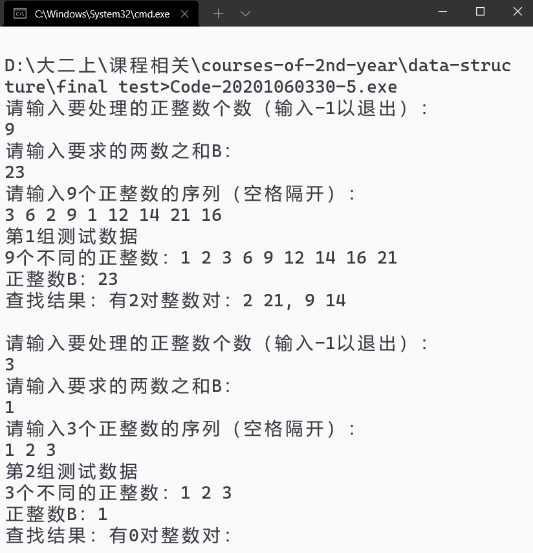 C:\Windows\System32\cmd.exe
D:\大二上\课程相关\courses-of-2nd-year\data-struc
ture\final test>Code-20201060330-5.exe
请输入要处理的正整数个数（输入-1以退出）：
9
请输入要求的两数之和B：
23
请输入9个正整数的序列（空格隔开）：
3 6 2 9 1 12 14 21 16
第1组测试数据
9个不同的正整数：1 2 3 6 9 12 14 16 21
正整数B：23
查找结果：有2对整数对：2 21, 9 14
请输入要处理的正整数个数（输入-1以退出）：
3
请输入要求的两数之和B：
1
请输入3个正整数的序列（空格隔开）：
1 2 3
第2组测试数据
3个不同的正整数：1 2 3
正整数B：1
查找结果：有0对整数对：